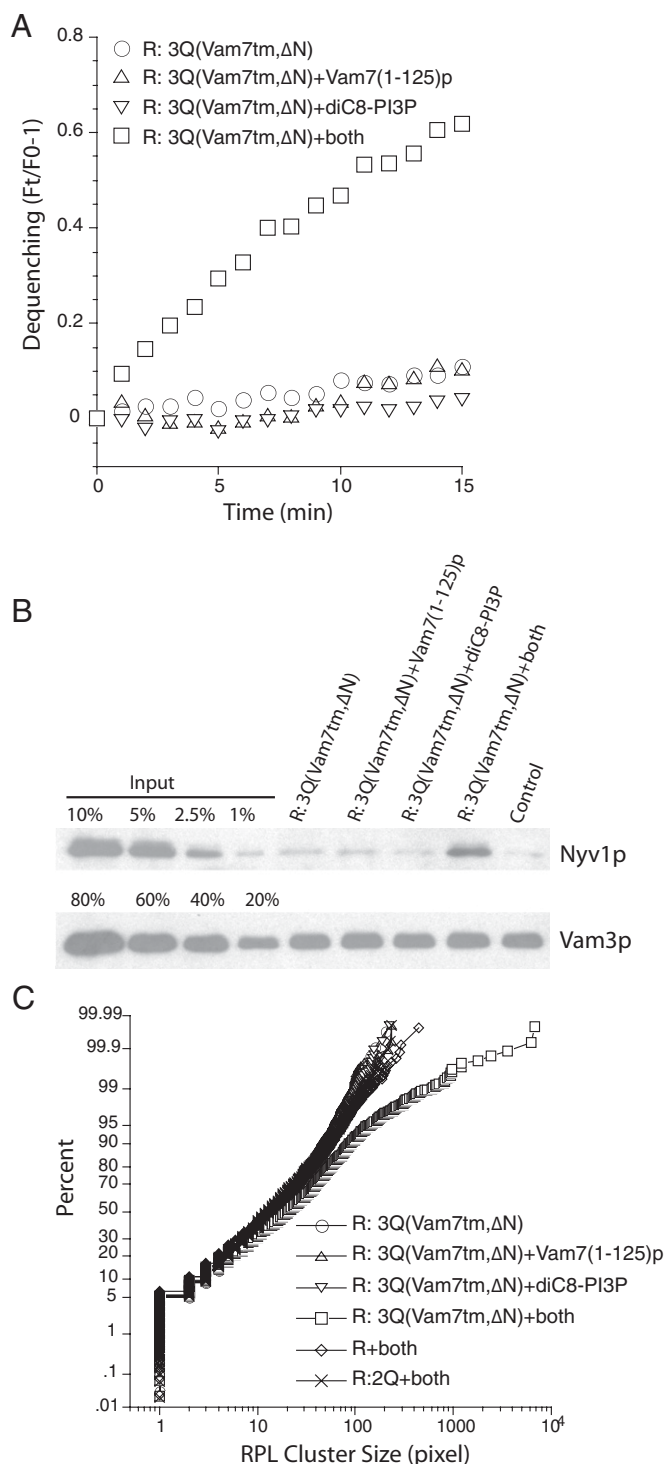 A
0.8
0.6
0.4
0.2
0
Dequenching (Ft/F0-1)
R: 3Q(Vam7tm,ΔN)
R: 3Q(Vam7tm,ΔN)+Vam7(1-125)p
R: 3Q(Vam7tm,ΔN)+diC8-PI3P
R: 3Q(Vam7tm,ΔN)+both
0 5 10 15
Time (min)
B
R: 3Q(Vam7tm,ΔN)
R: 3Q(Vam7tm,ΔN)+Vam7(1-125)p
R: 3Q(Vam7tm,ΔN)+diC8-PI3P
R: 3Q(Vam7tm,ΔN)+both
Control
Input
10% 5% 2.5% 1%
Nyv1p
80% 60% 40% 20%
Vam3p
C
99.99
99.9
99
95
90
80
70
50
30
20
10
5
1
.1
.01
Percent
R: 3Q(Vam7tm,ΔN)
R: 3Q(Vam7tm,ΔN)+Vam7(1-125)p
R: 3Q(Vam7tm,ΔN)+diC8-PI3P
R: 3Q(Vam7tm,ΔN)+both
R+both
R:2Q+both
1 10 100 1000 10⁴
RPL Cluster Size (pixel)